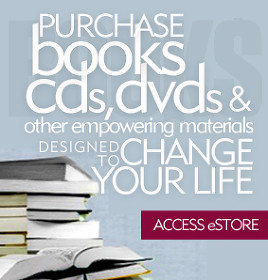 PURCHASE
books
cds, dvds &
other empowering materials
DESIGNED TO CHANGE
YOUR LIFE
ACCESS eSTORE